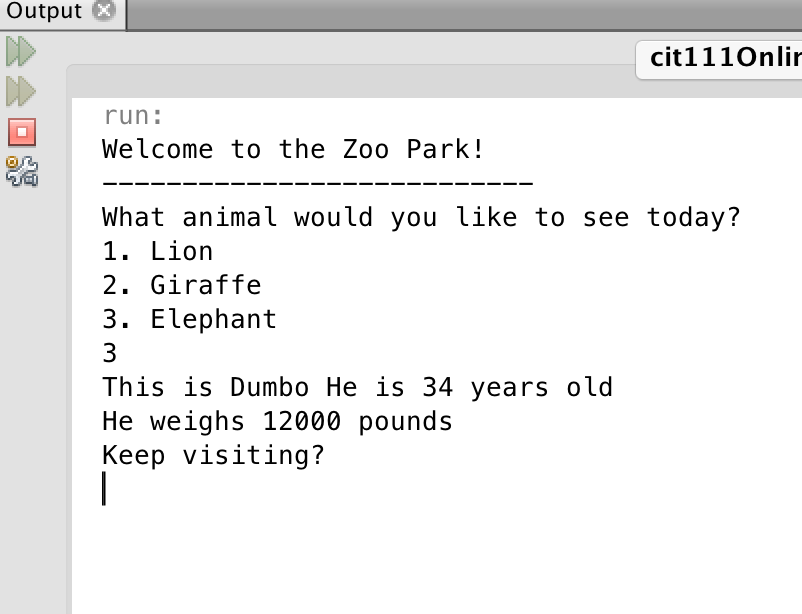 Output
cit111Onlin
run:
Welcome to the Zoo Park!
---------------------------
What animal would you like to see today?
1. Lion
2. Giraffe
3. Elephant
3
This is Dumbo He is 34 years old
He weighs 12000 pounds
Keep visiting?